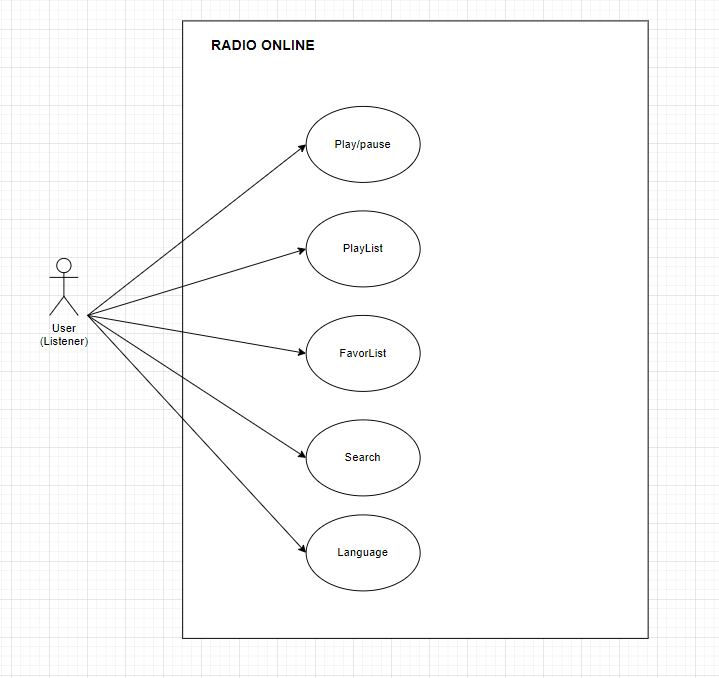 RADIO ONLINE
Play/pause
PlayList
User
(Listener)
FavorList
Search
Language